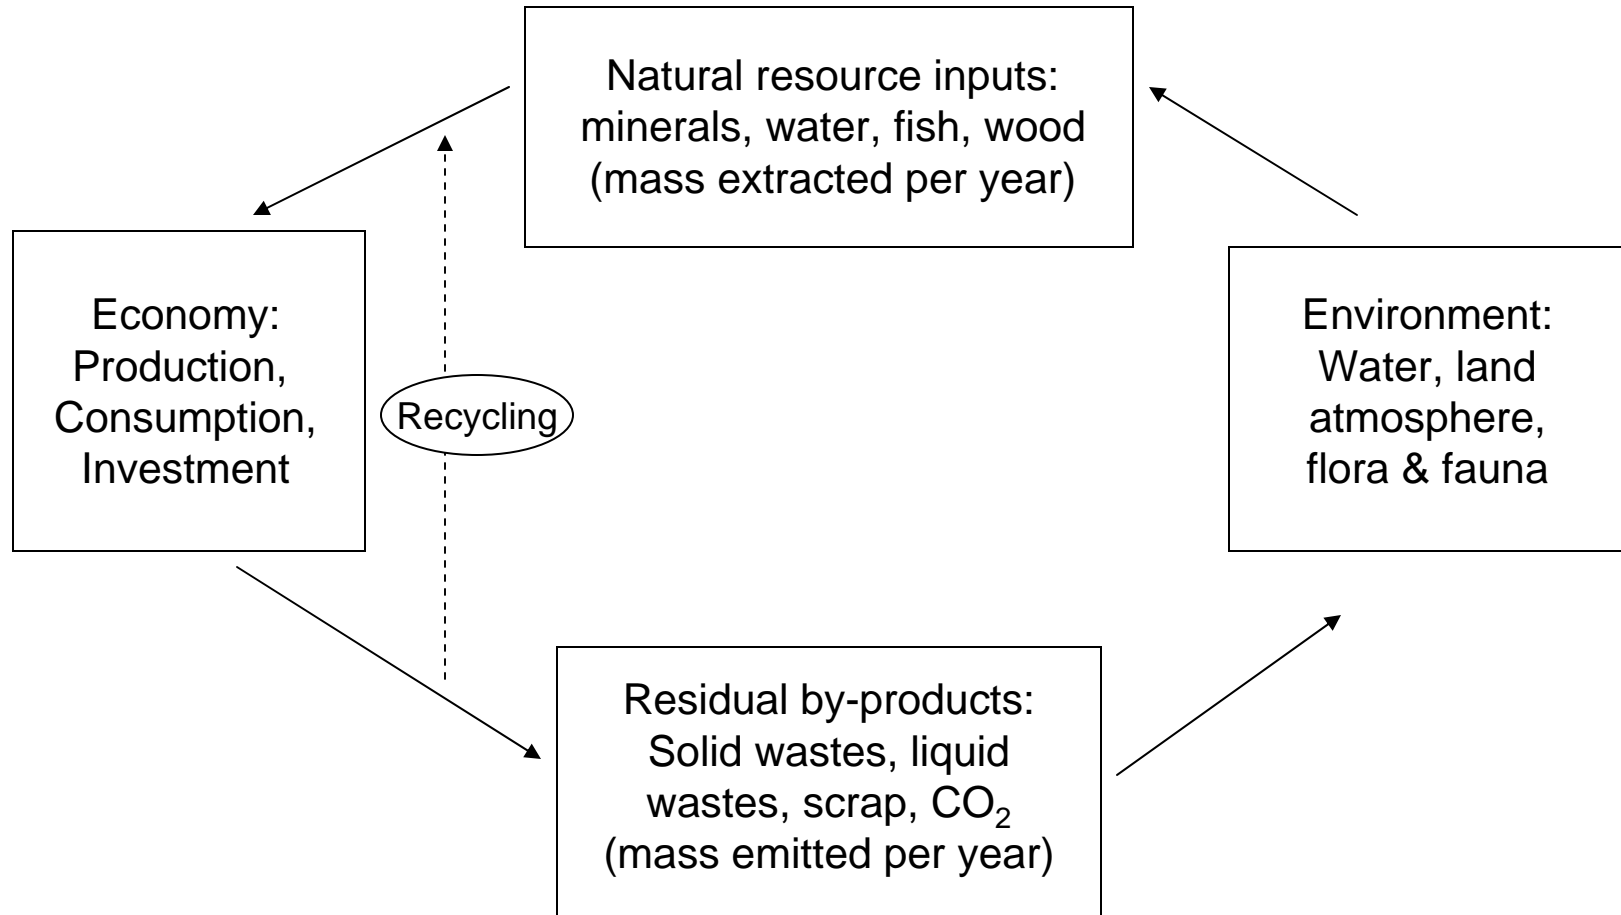 Natural resource inputs:
minerals, water, fish, wood
(mass extracted per year)
Economy:
Production,
Consumption,
Investment
Recycling
Environment:
Water, land
atmosphere,
flora & fauna
Residual by-products:
Solid wastes, liquid
wastes, scrap, CO₂
(mass emitted per year)